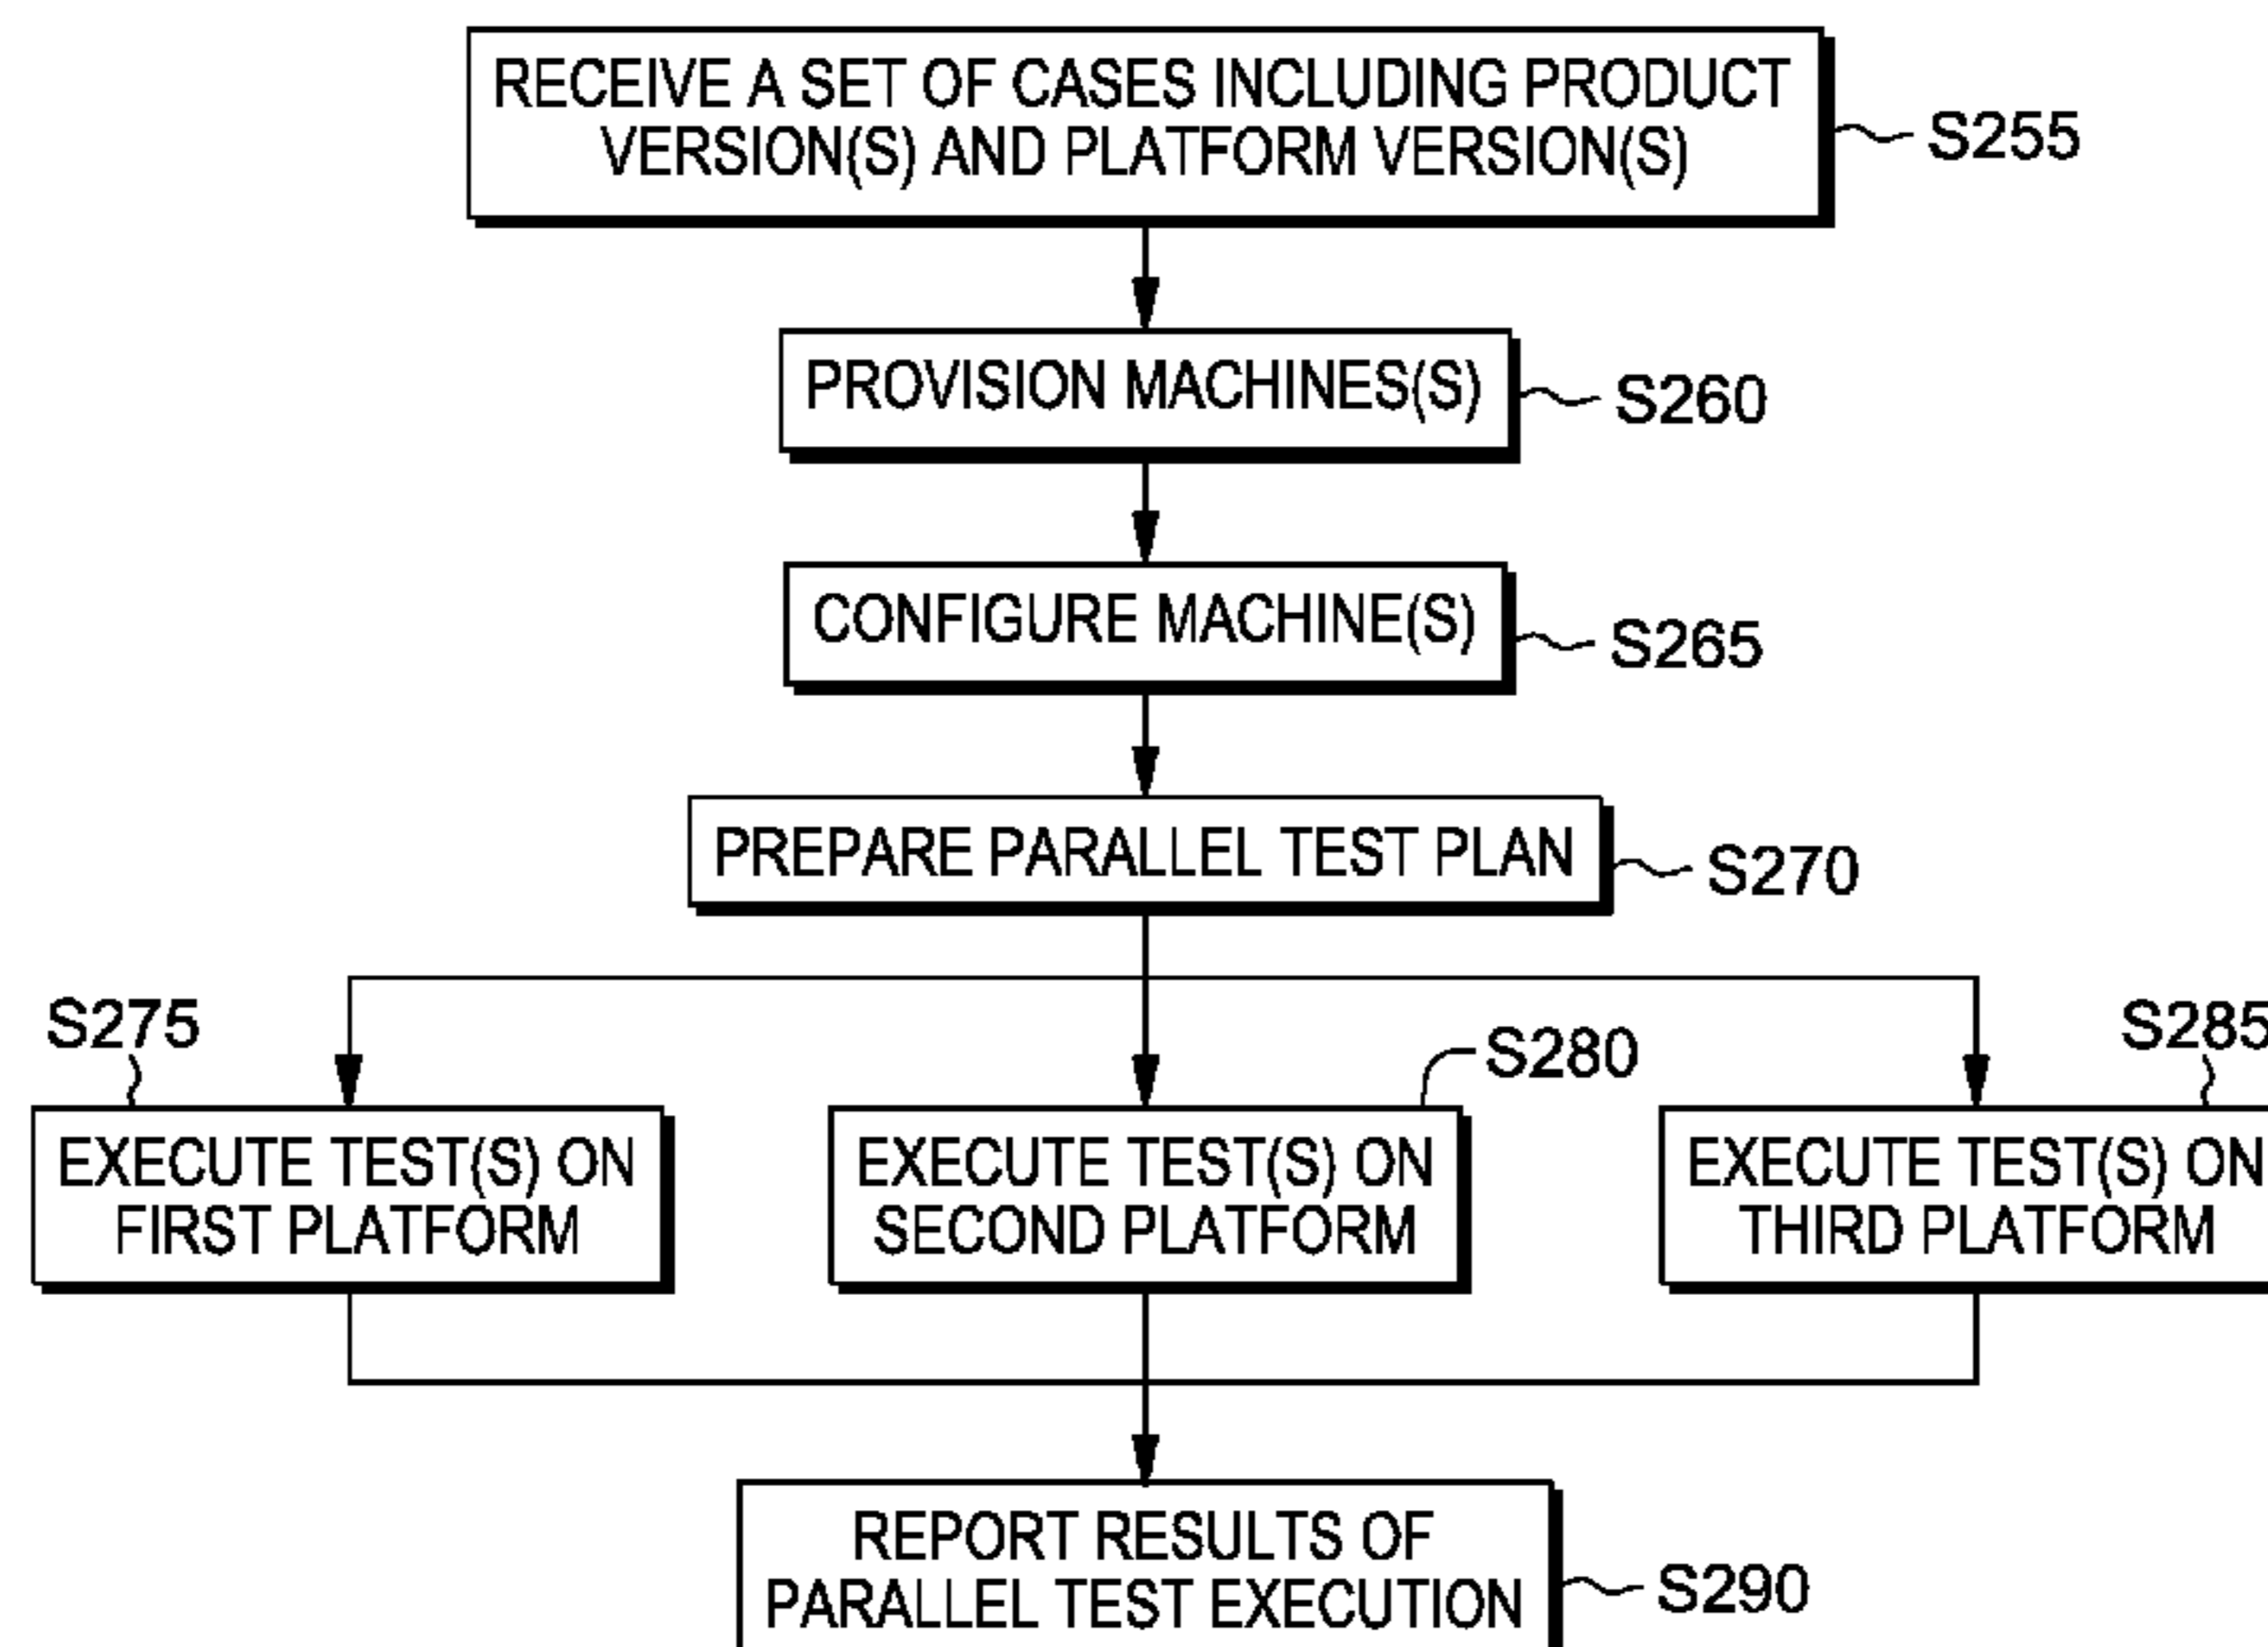 RECEIVE A SET OF CASES INCLUDING PRODUCT
VERSION(S) AND PLATFORM VERSION(S)
S255
PROVISION MACHINES(S)
S260
CONFIGURE MACHINE(S)
S265
PREPARE PARALLEL TEST PLAN
S270
S275
S280
S285
EXECUTE TEST(S) ON
FIRST PLATFORM
EXECUTE TEST(S) ON
SECOND PLATFORM
EXECUTE TEST(S) ON
THIRD PLATFORM
REPORT RESULTS OF
PARALLEL TEST EXECUTION
S290